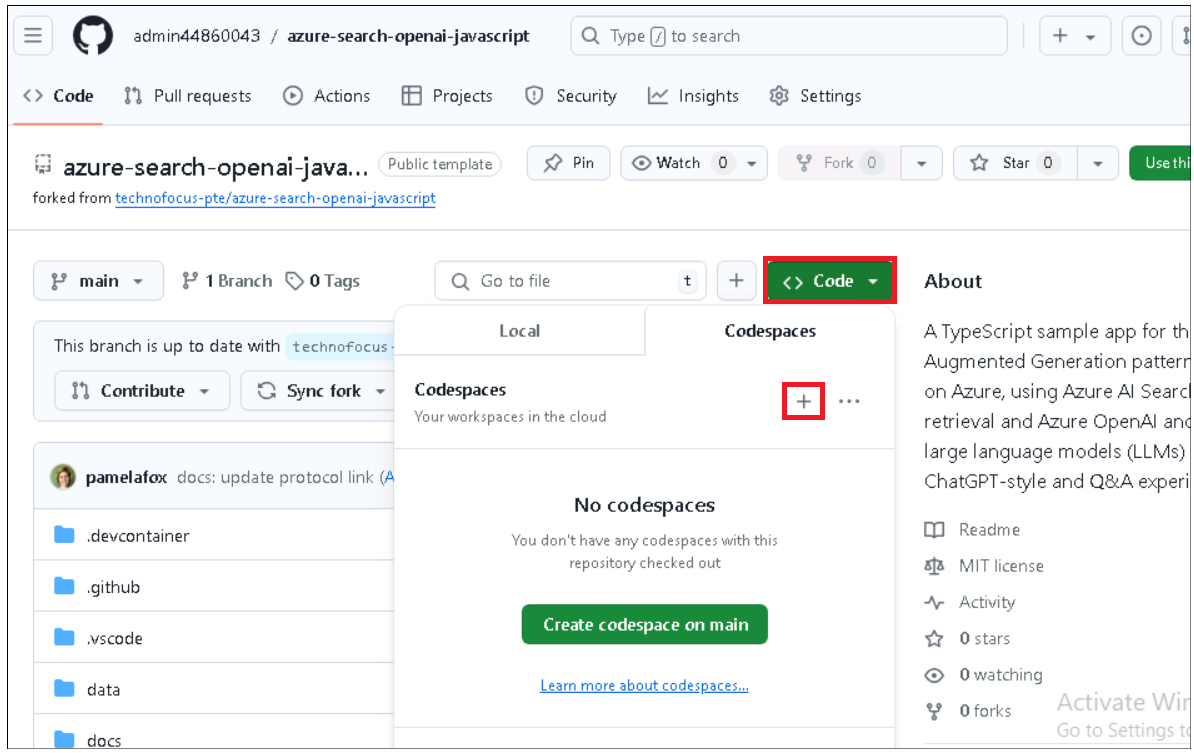 admin44860043 / azure-search-openai-javascript
Type / to search
Code Pull requests Actions Projects Security Insights Settings
azure-search-openai-java... Public template
Pin Watch 0 Fork 0 Star 0 Use thi
forked from technofocus-pte/azure-search-openai-javascript
main 1 Branch 0 Tags
Go to file t
Code
Local
Codespaces
This branch is up to date with technofocus-
Contribute Sync fork
Codespaces
Your workspaces in the cloud
pamelafox docs: update protocol link (A
.devcontainer
.github
.vscode
data
docs
No codespaces
You don't have any codespaces with this
repository checked out
Create codespace on main
Learn more about codespaces...
About
A TypeScript sample app for th
Augmented Generation pattern
on Azure, using Azure AI Searc
retrieval and Azure OpenAI and
large language models (LLMs)
ChatGPT-style and Q&A experi
Readme
MIT license
Activity
0 stars
0 watching
0 forks
Activate Win
Go to Settings to